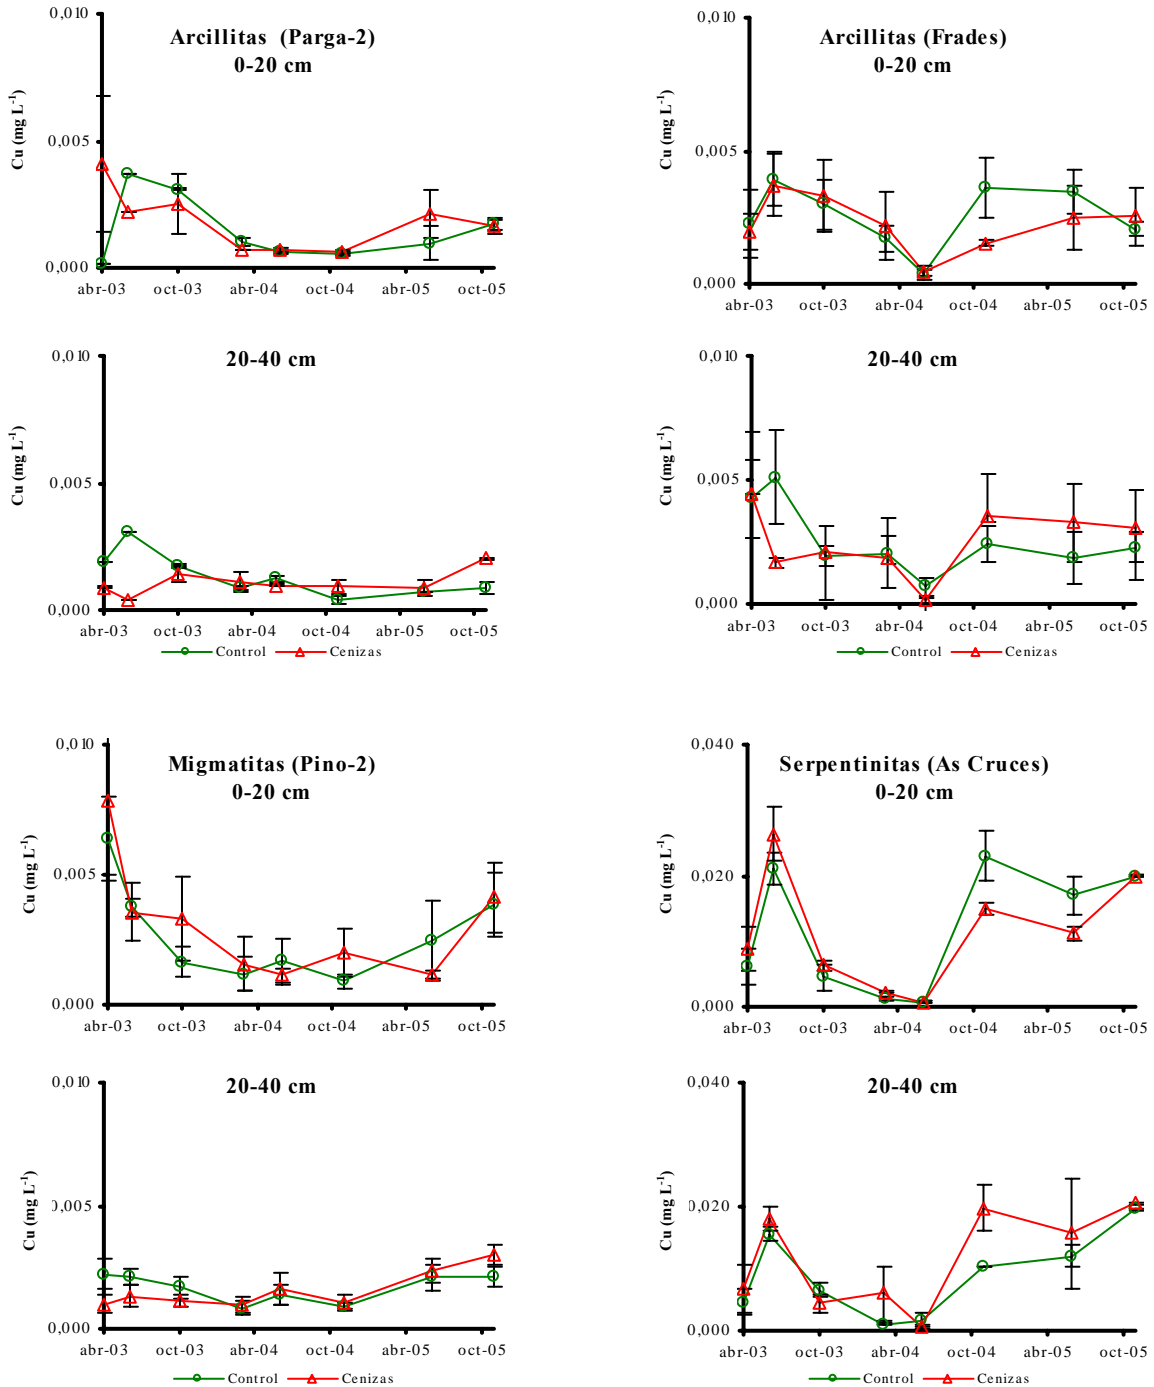 Arcillitas (Parga-2)
0-20 cm
Cu (mg L-1)
0,010
0,005
0,000
abr-03 oct-03 abr-04 oct-04 abr-05 oct-05
Arcillitas (Frades)
0-20 cm
Cu (mg L-1)
0,010
0,005
0,000
abr-03 oct-03 abr-04 oct-04 abr-05 oct-05
20-40 cm
Cu (mg L-1)
0,010
0,005
0,000
abr-03 oct-03 abr-04 oct-04 abr-05 oct-05
Control Cenizas
20-40 cm
Cu (mg L-1)
0,010
0,005
0,000
abr-03 oct-03 abr-04 oct-04 abr-05 oct-05
Control Cenizas
Migmatitas (Pino-2)
0-20 cm
Cu (mg L-1)
0,010
0,005
0,000
abr-03 oct-03 abr-04 oct-04 abr-05 oct-05
Serpentinitas (As Cruces)
0-20 cm
Cu (mg L-1)
0,040
0,020
0,000
abr-03 oct-03 abr-04 oct-04 abr-05 oct-05
20-40 cm
Cu (mg L-1)
0,010
0,005
0,000
abr-03 oct-03 abr-04 oct-04 abr-05 oct-05
Control Cenizas
20-40 cm
Cu (mg L-1)
0,040
0,020
0,000
abr-03 oct-03 abr-04 oct-04 abr-05 oct-05
Control Cenizas